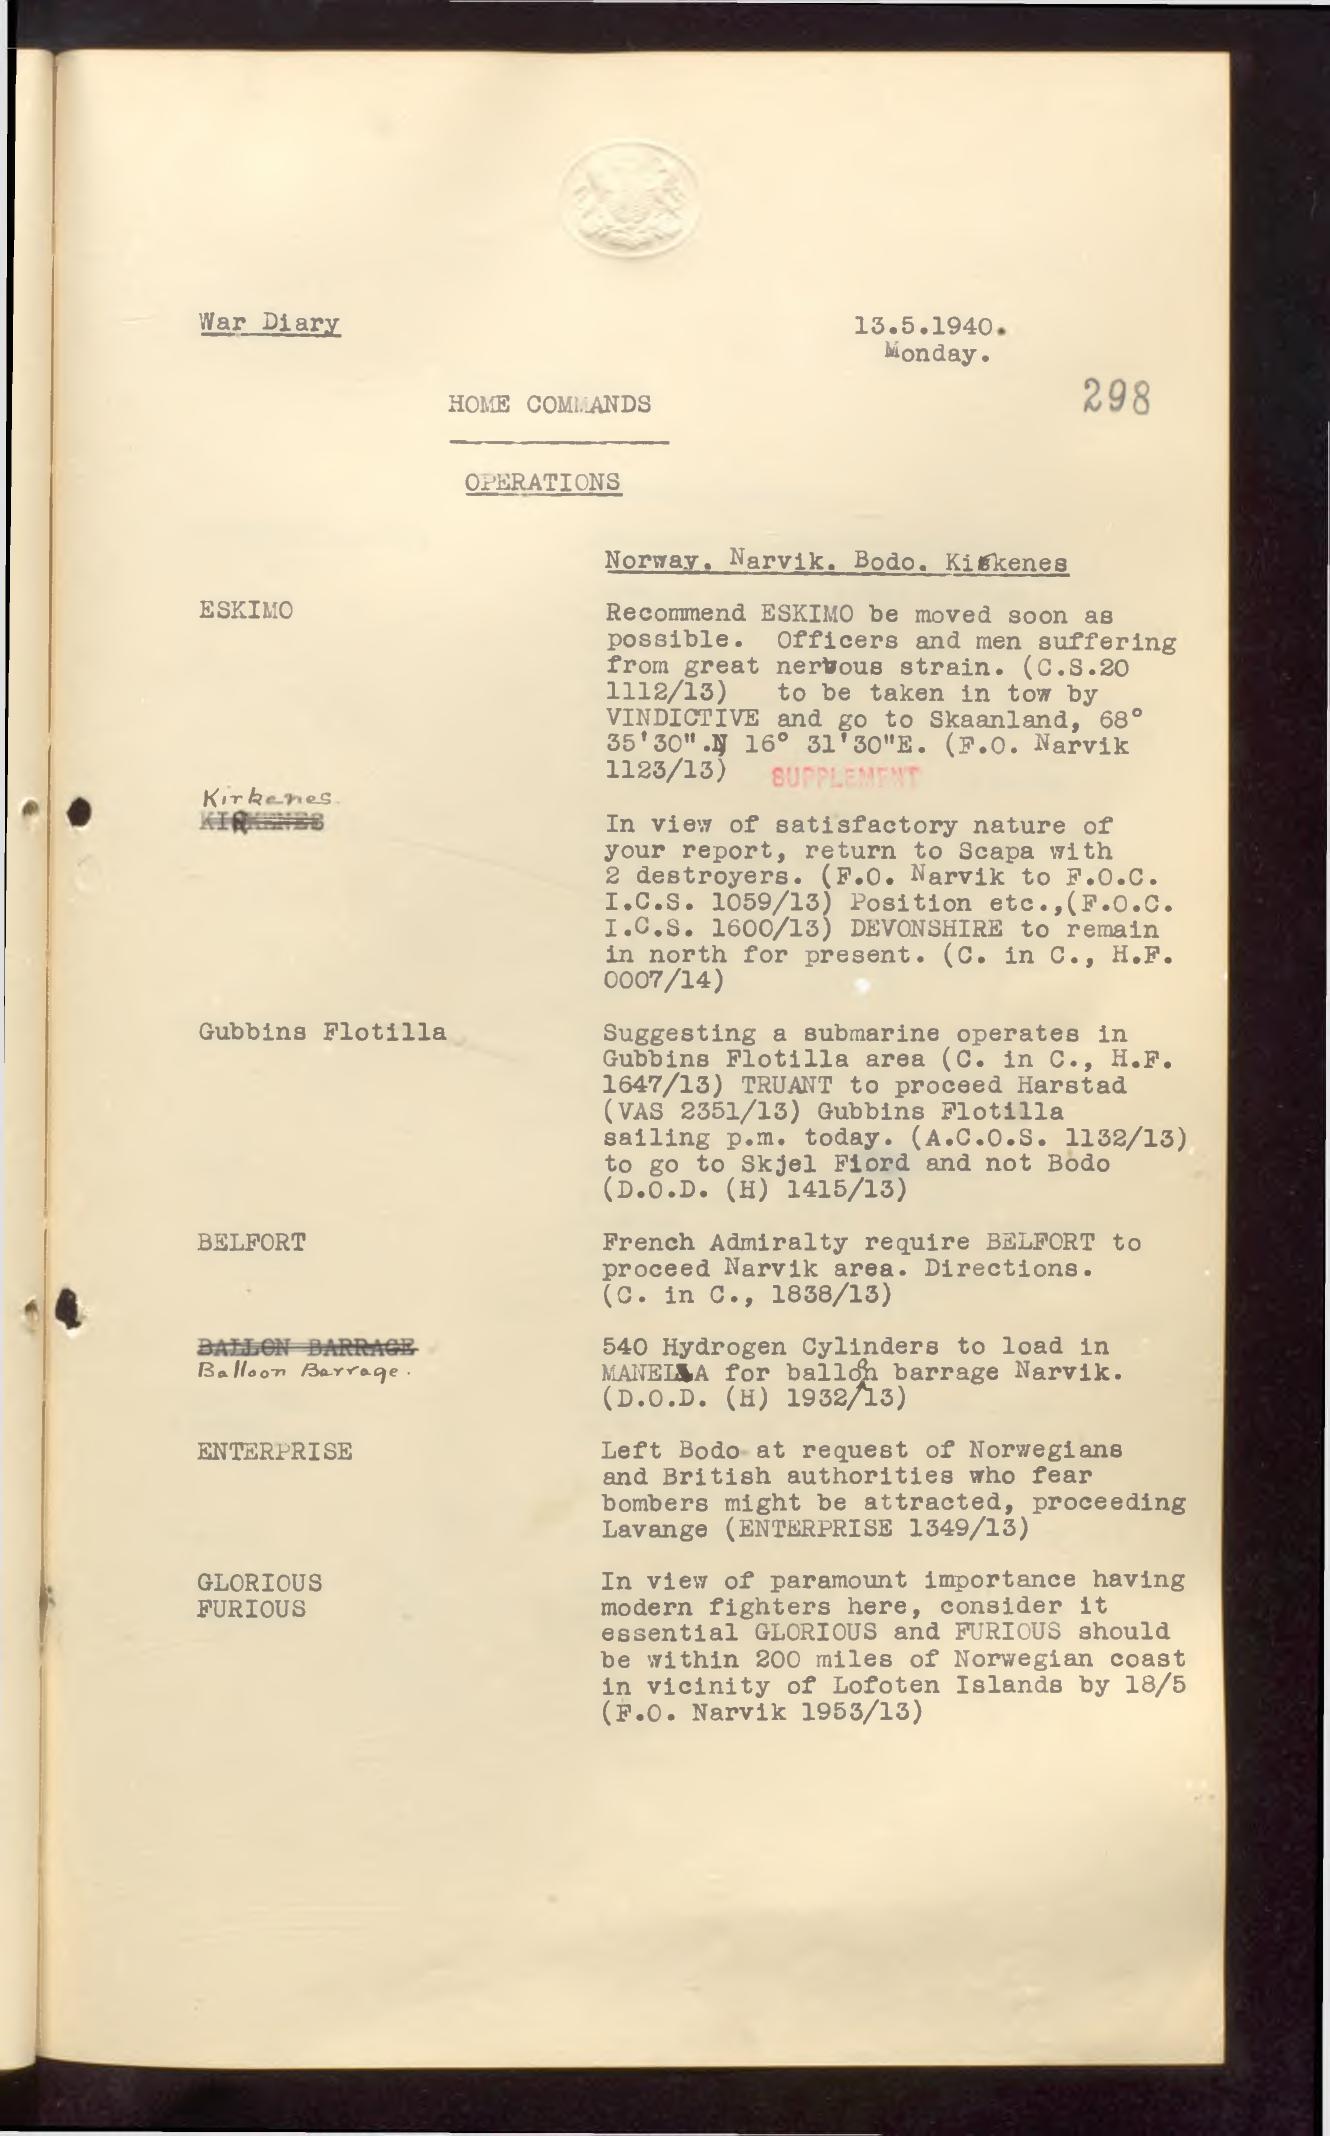 War Diary
13.5.1940.
Monday.
298
HOME COMMANDS
OPERATIONS
Norway. Narvik. Bodo. Kirkenes
ESKIMO
Recommend ESKIMO be moved soon as
possible. Officers and men suffering
from great nervous strain. (C.S.20
1112/13) to be taken in tow by
VINDICTIVE and go to Skaanland, 68°
35'30".N 16° 31'30"E. (F.O. Narvik
1123/13)
SUPPLEMENT
Kirkenes.
KIRKENES
In view of satisfactory nature of
your report, return to Scapa with
2 destroyers. (F.O. Narvik to F.O.C.
I.C.S. 1059/13) Position etc.,(F.O.C.
I.C.S. 1600/13) DEVONSHIRE to remain
in north for present. (C. in C., H.F.
0007/14)
Gubbins Flotilla
Suggesting a submarine operates in
Gubbins Flotilla area (C. in C., H.F.
1647/13) TRUANT to proceed Harstad
(VAS 2351/13) Gubbins Flotilla
sailing p.m. today. (A.C.O.S. 1132/13)
to go to Skjel Fiord and not Bodo
(D.O.D. (H) 1415/13)
BELFORT
French Admiralty require BELFORT to
proceed Narvik area. Directions.
(C. in C., 1838/13)
BALLON BARRAGE
Balloon Barrage.
540 Hydrogen Cylinders to load in
MANELA for balloon barrage Narvik.
(D.O.D. (H) 1932/13)
ENTERPRISE
Left Bodo at request of Norwegians
and British authorities who fear
bombers might be attracted, proceeding
Lavange (ENTERPRISE 1349/13)
GLORIOUS
FURIOUS
In view of paramount importance having
modern fighters here, consider it
essential GLORIOUS and FURIOUS should
be within 200 miles of Norwegian coast
in vicinity of Lofoten Islands by 18/5
(F.O. Narvik 1953/13)